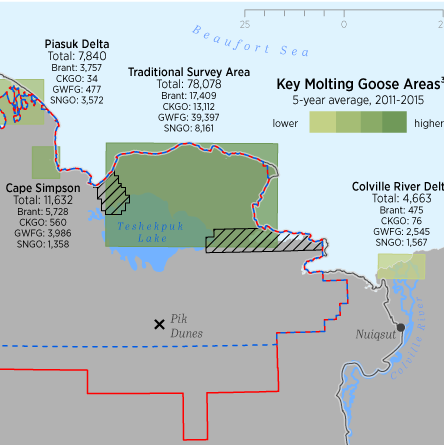 25
0
2
Beaufort Sea
Piasuk Delta
Total: 7,840
Brant: 3,757
CKGO: 34
GWFG: 477
SNGO: 3,572
Traditional Survey Area
Total: 78,078
Brant: 17,409
CKGO: 13,112
GWFG: 39,397
SNGO: 8,161
Key Molting Goose Areas³
5-year average, 2011-2015
lower
higher
Cape Simpson
Total: 11,632
Brant: 5,728
CKGO: 560
GWFG: 3,986
SNGO: 1,358
Colville River Delt
Total: 4,663
Brant: 475
CKGO: 76
GWFG: 2,545
SNGO: 1,567
Teshekpuk
Lake
Pik
Dunes
Nuiqsut
Colville River